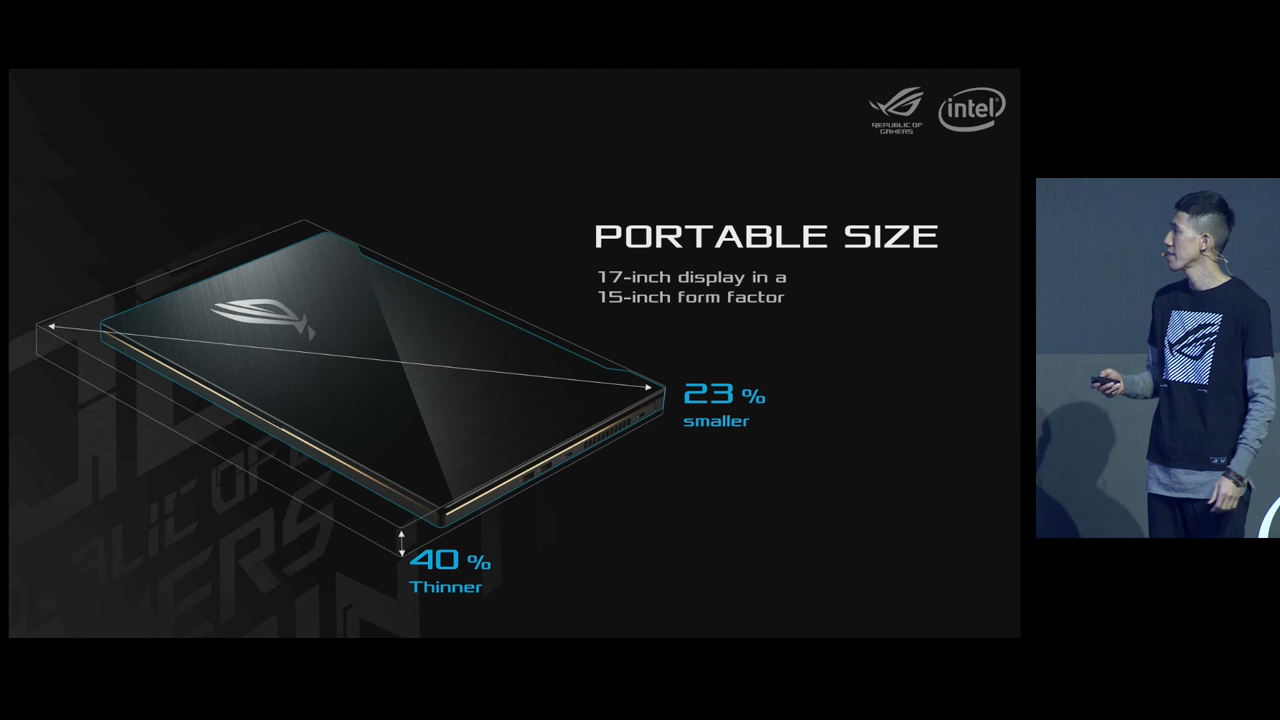 REPUBLIC OF
GAMERS
intel
PORTABLE SIZE
17-inch display in a
15-inch form factor
23 %
smaller
40 %
Thinner